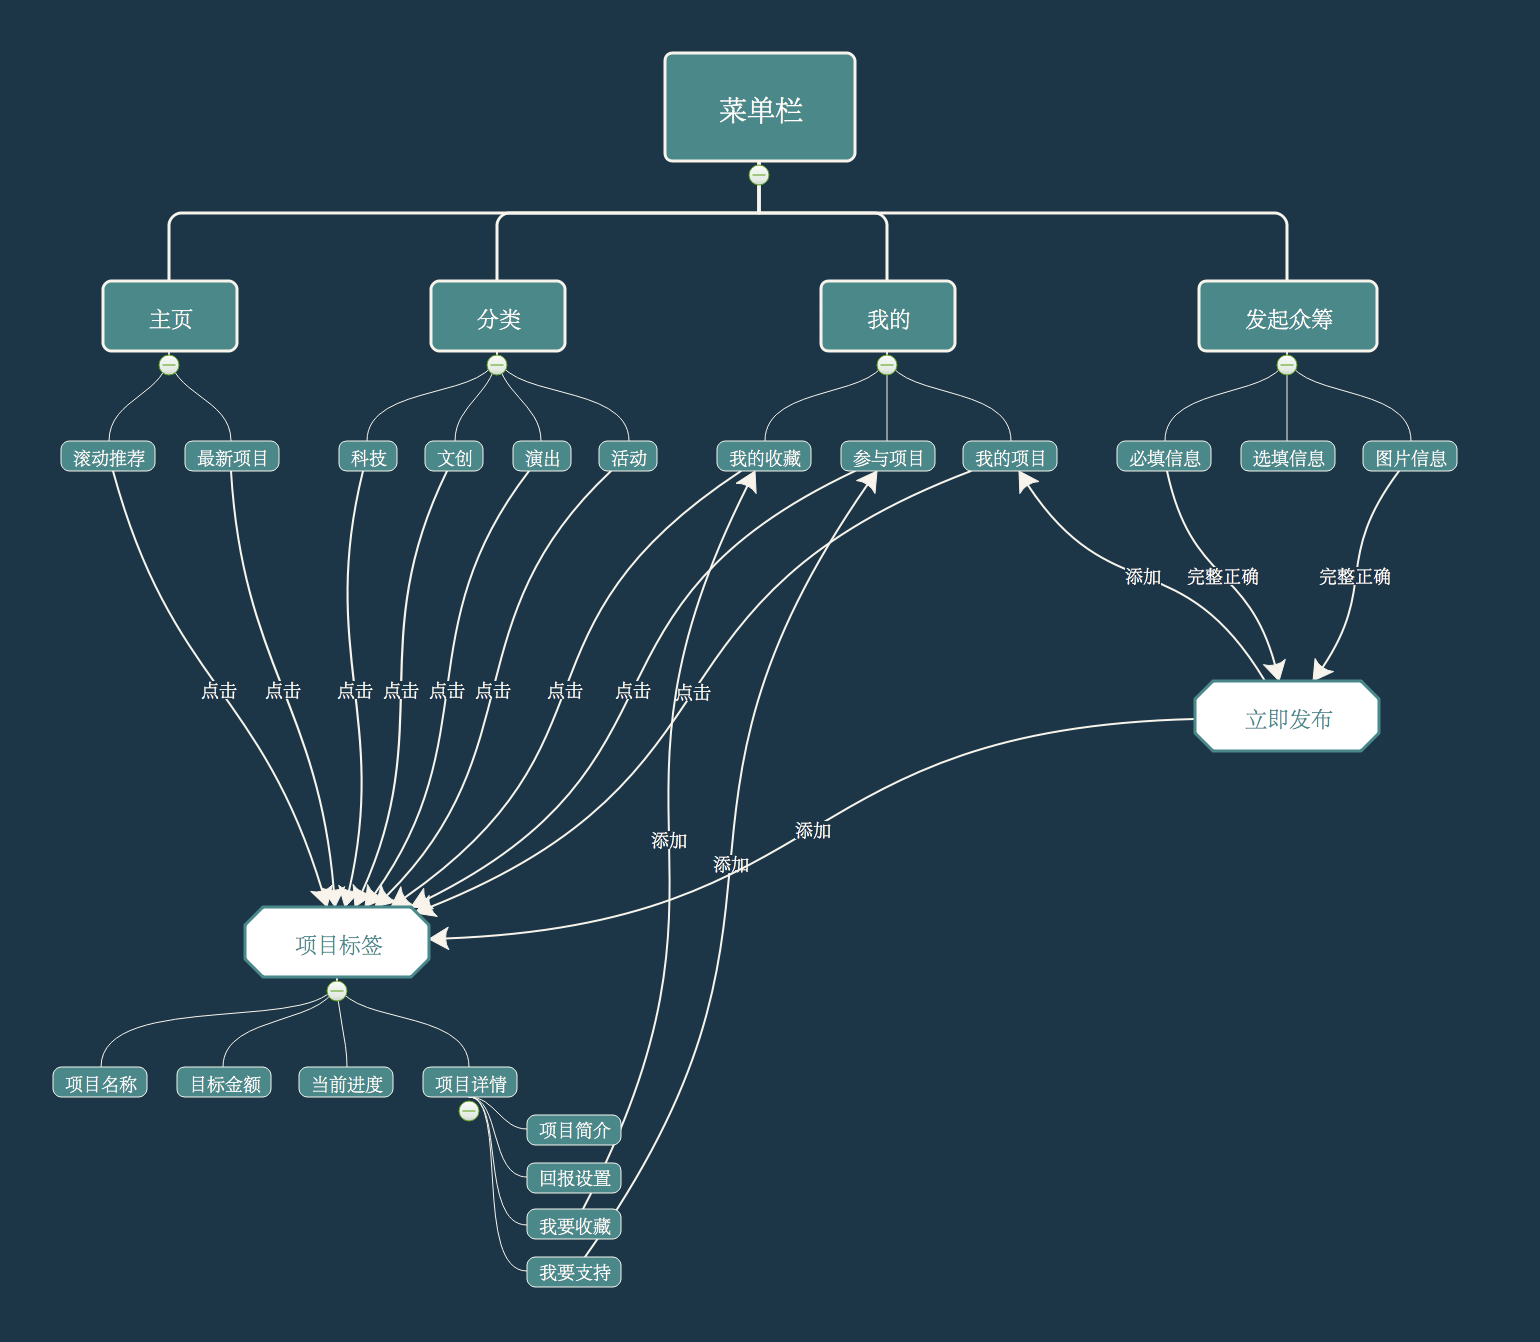 菜单栏
主页
分类
我的
发起众筹
滚动推荐
最新项目
科技
文创
演出
活动
我的收藏
参与项目
我的项目
必填信息
选填信息
图片信息
添加
完整正确
完整正确
点击
点击
点击
点击
点击
点击
点击
点击
点击
立即发布
添加
添加
添加
项目标签
项目名称
目标金额
当前进度
项目详情
项目简介
回报设置
我要收藏
我要支持